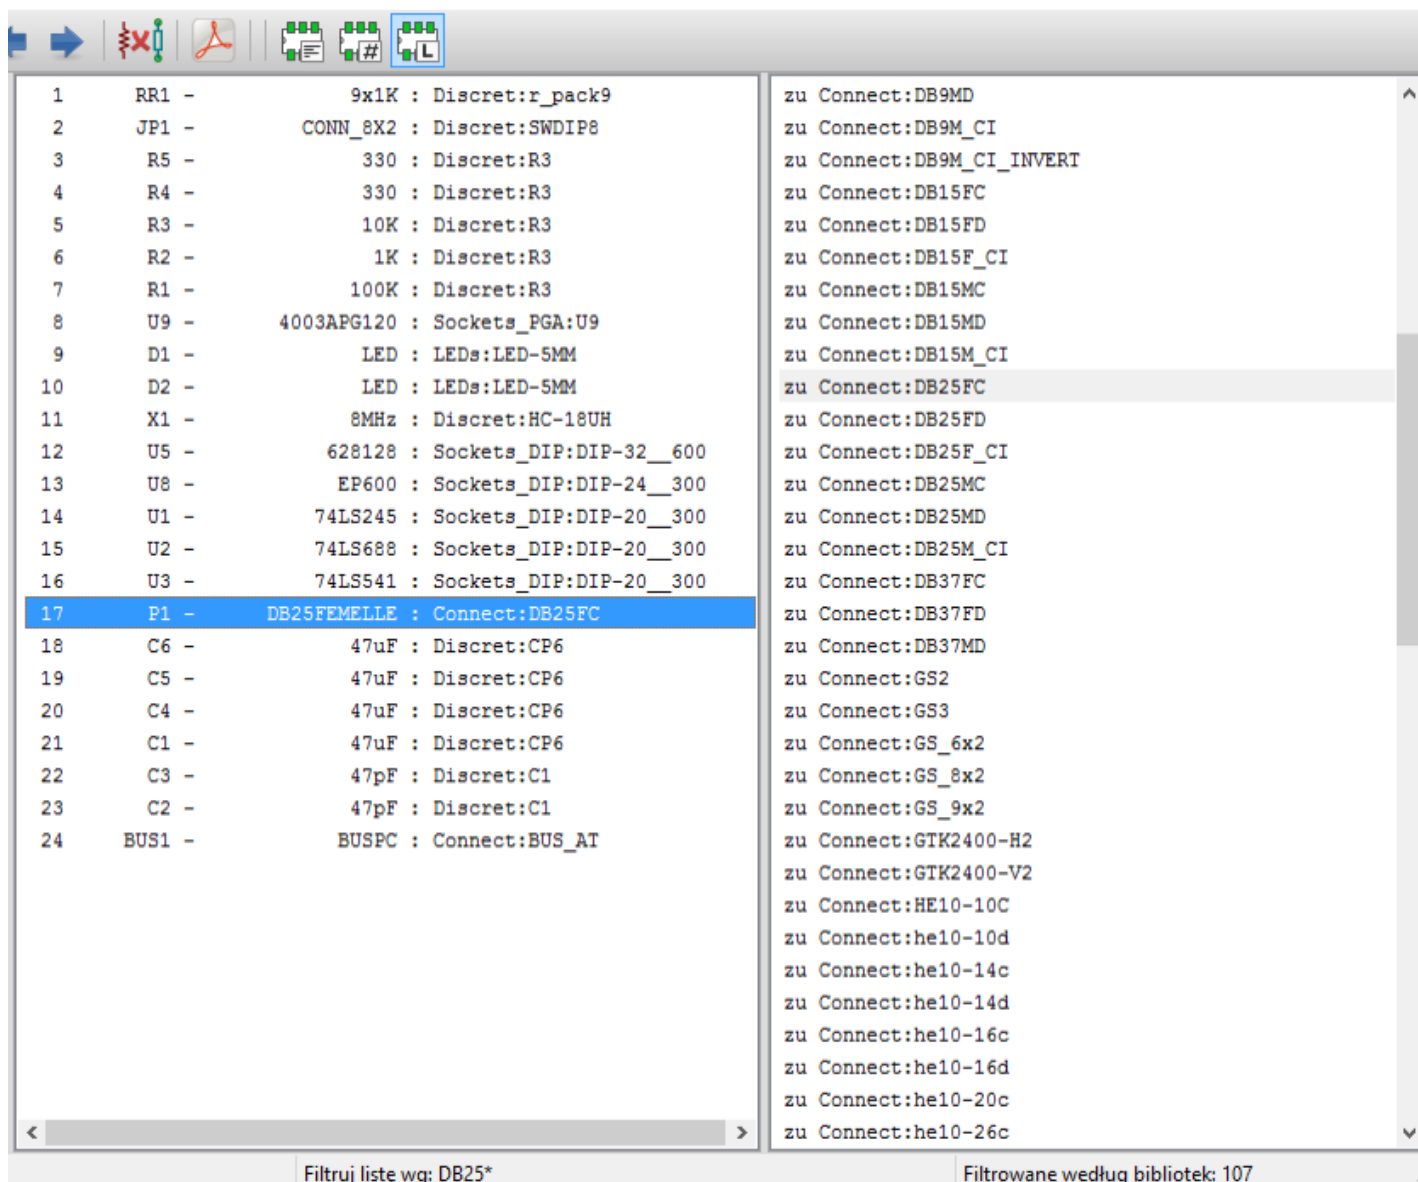 1 RR1 - 9x1K : Discret:r_pack9
2 JP1 - CONN_8X2 : Discret:SWDIP8
3 R5 - 330 : Discret:R3
4 R4 - 330 : Discret:R3
5 R3 - 10K : Discret:R3
6 R2 - 1K : Discret:R3
7 R1 - 100K : Discret:R3
8 U9 - 4003APG120 : Sockets_PGA:U9
9 D1 - LED : LEDs:LED-5MM
10 D2 - LED : LEDs:LED-5MM
11 X1 - 8MHz : Discret:HC-18UH
12 U5 - 628128 : Sockets_DIP:DIP-32__600
13 U8 - EP600 : Sockets_DIP:DIP-24__300
14 U1 - 74LS245 : Sockets_DIP:DIP-20__300
15 U2 - 74LS688 : Sockets_DIP:DIP-20__300
16 U3 - 74LS541 : Sockets_DIP:DIP-20__300
17 P1 - DB25FEMELLE : Connect:DB25FC
18 C6 - 47uF : Discret:CP6
19 C5 - 47uF : Discret:CP6
20 C4 - 47uF : Discret:CP6
21 C1 - 47uF : Discret:CP6
22 C3 - 47pF : Discret:C1
23 C2 - 47pF : Discret:C1
24 BUS1 - BUSPC : Connect:BUS_AT
zu Connect:DB9MD
zu Connect:DB9M_CI
zu Connect:DB9M_CI_INVERT
zu Connect:DB15FC
zu Connect:DB15FD
zu Connect:DB15F_CI
zu Connect:DB15MC
zu Connect:DB15MD
zu Connect:DB15M_CI
zu Connect:DB25FC
zu Connect:DB25FD
zu Connect:DB25F_CI
zu Connect:DB25MC
zu Connect:DB25MD
zu Connect:DB25M_CI
zu Connect:DB37FC
zu Connect:DB37FD
zu Connect:DB37MD
zu Connect:GS2
zu Connect:GS3
zu Connect:GS_6x2
zu Connect:GS_8x2
zu Connect:GS_9x2
zu Connect:GTK2400-H2
zu Connect:GTK2400-V2
zu Connect:HE10-10C
zu Connect:he10-10d
zu Connect:he10-14c
zu Connect:he10-14d
zu Connect:he10-16c
zu Connect:he10-16d
zu Connect:he10-20c
zu Connect:he10-26c
Filtruj liste wg: DB25*
Filtrowane według bibliotek: 107